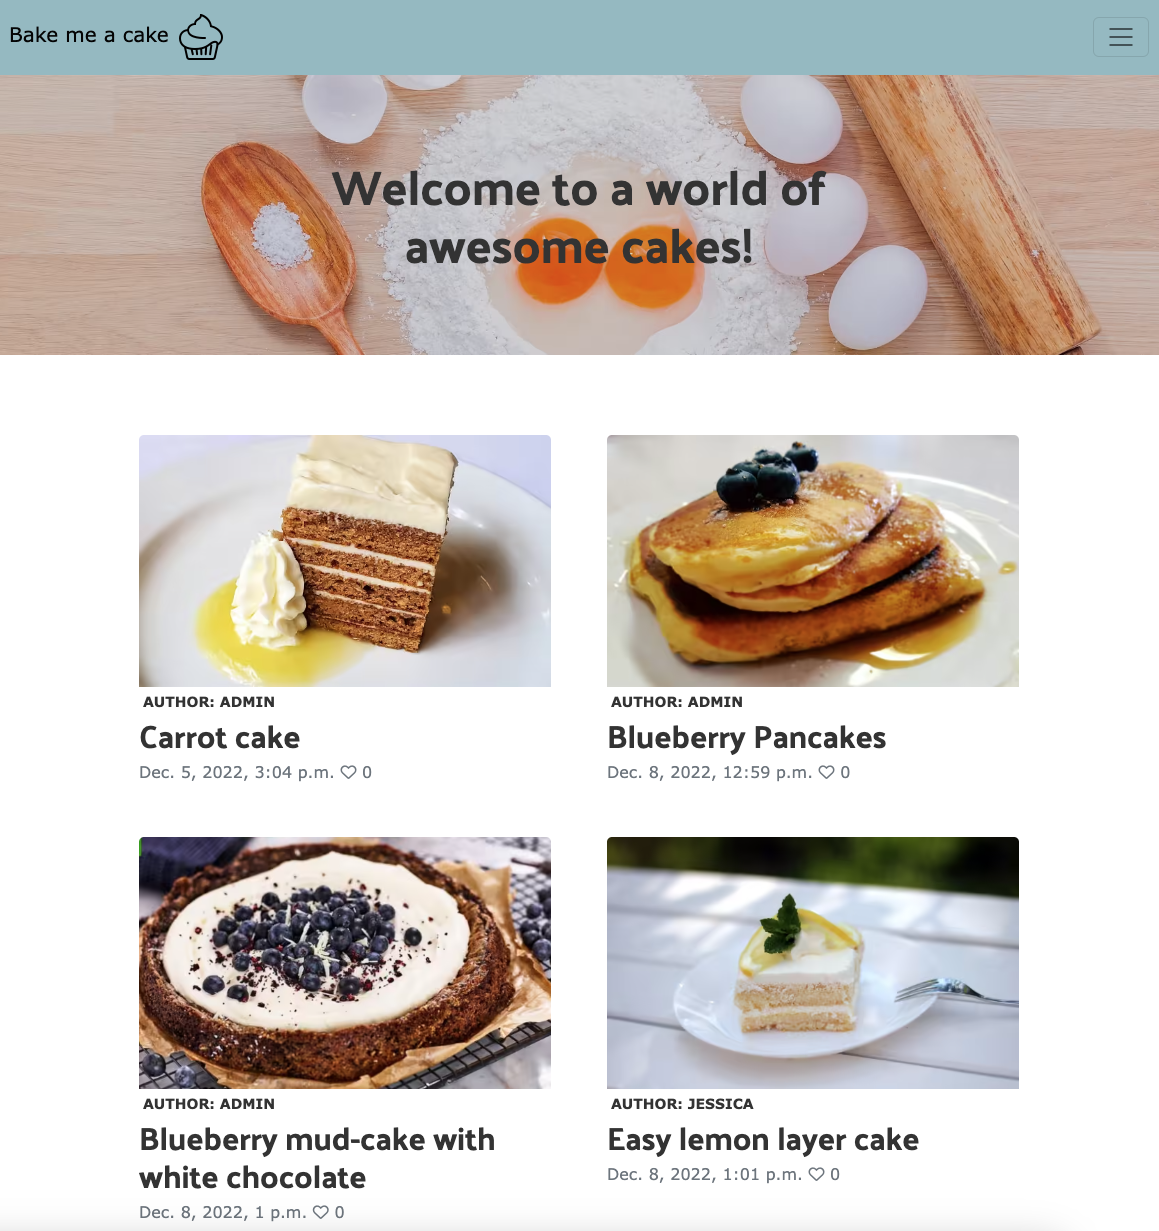 Bake me a cake
Welcome to a world of
awesome cakes!
AUTHOR: ADMIN
Carrot cake
Dec. 5, 2022, 3:04 p.m. 0
AUTHOR: ADMIN
Blueberry Pancakes
Dec. 8, 2022, 12:59 p.m. 0
AUTHOR: ADMIN
Blueberry mud-cake with
white chocolate
Dec. 8, 2022, 1 p.m. 0
AUTHOR: JESSICA
Easy lemon layer cake
Dec. 8, 2022, 1:01 p.m. 0